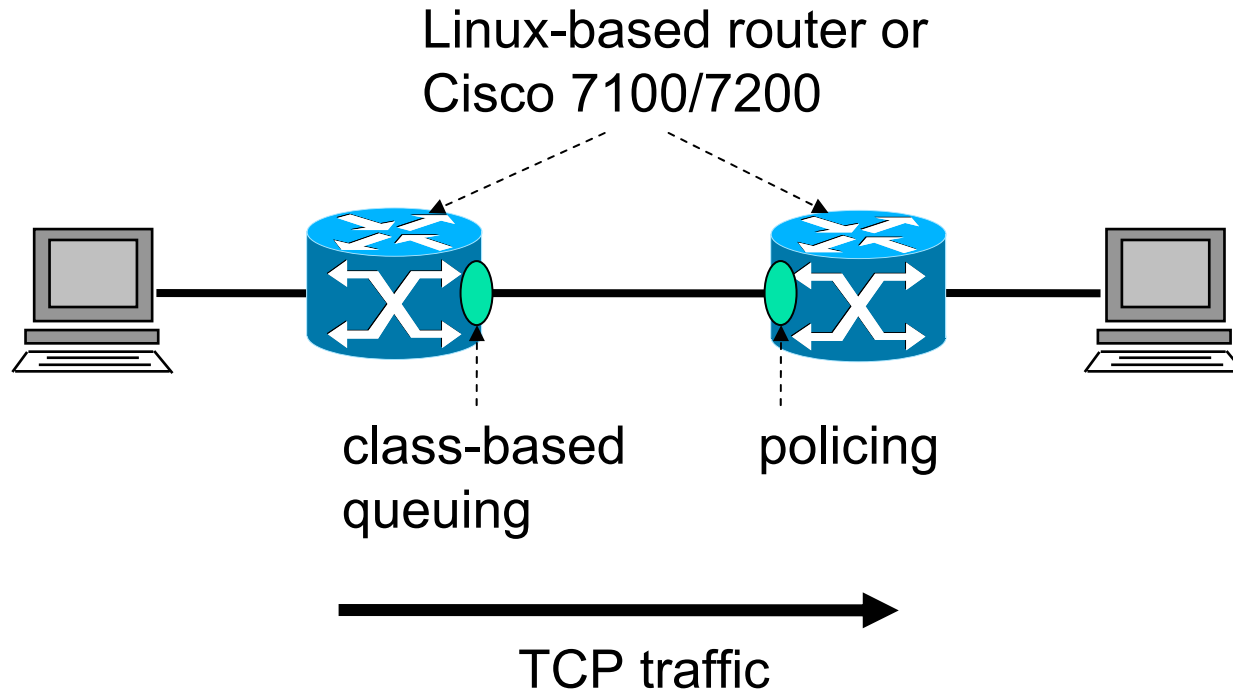 Linux-based router or
Cisco 7100/7200
class-based
queuing
policing
TCP traffic